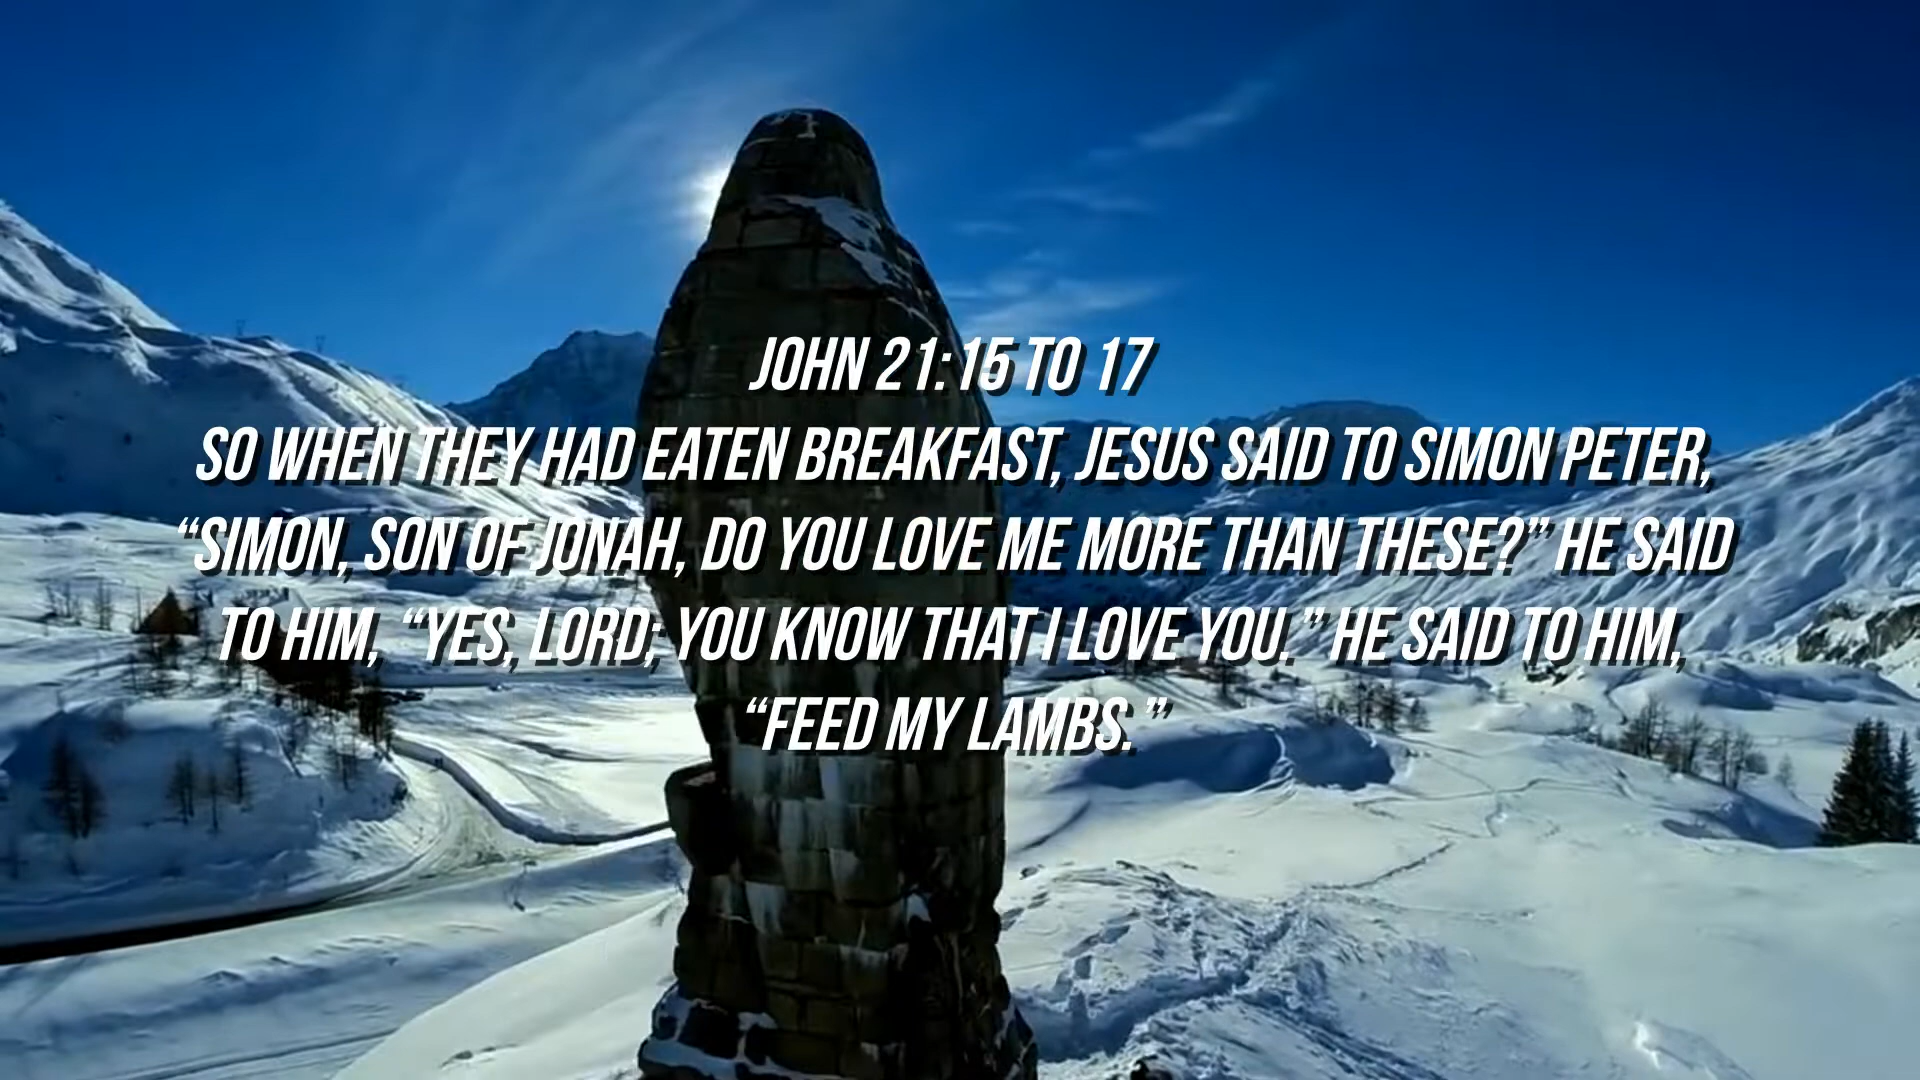 JOHN 21:15 TO 17
SO WHEN THEY HAD EATEN BREAKFAST, JESUS SAID TO SIMON PETER,
“SIMON, SON OF JONAH, DO YOU LOVE ME MORE THAN THESE?” HE SAID
TO HIM, “YES, LORD; YOU KNOW THAT I LOVE YOU.” HE SAID TO HIM,
“FEED MY LAMBS.”